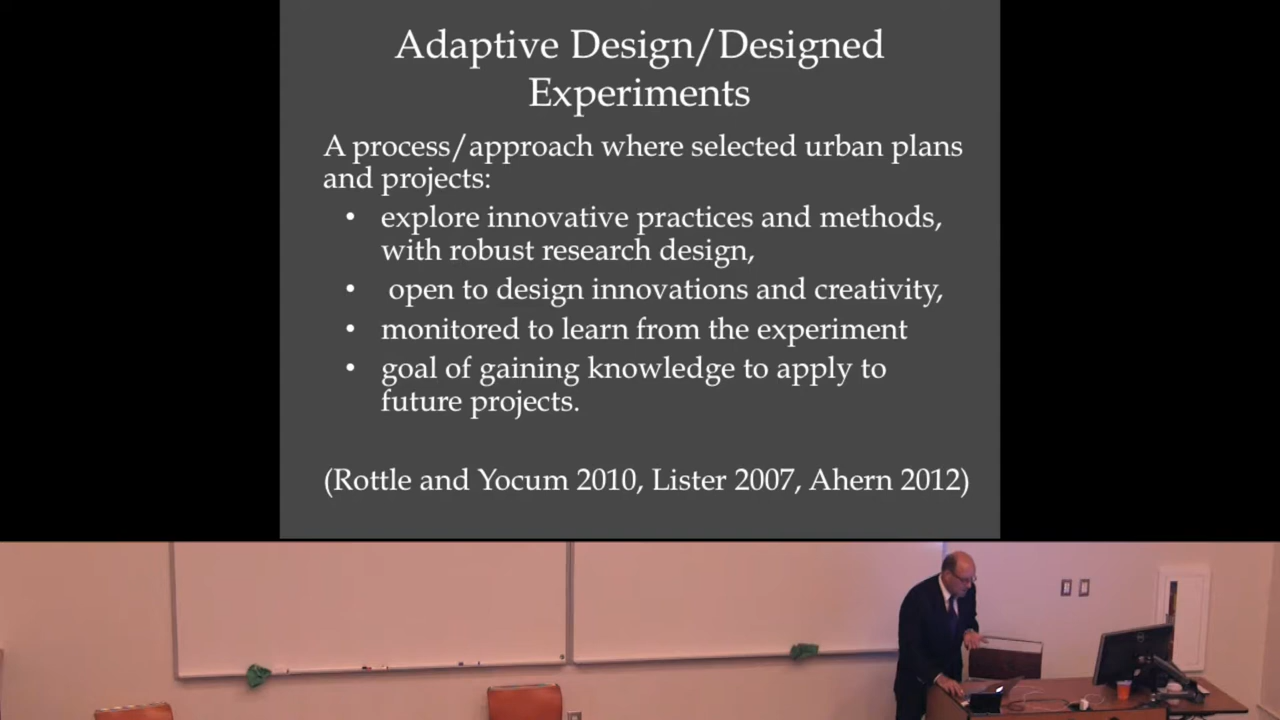 Adaptive Design/Designed
Experiments
A process/approach where selected urban plans
and projects:
• explore innovative practices and methods,
with robust research design,
• open to design innovations and creativity,
• monitored to learn from the experiment
• goal of gaining knowledge to apply to
future projects.
(Rottle and Yocum 2010, Lister 2007, Ahern 2012)